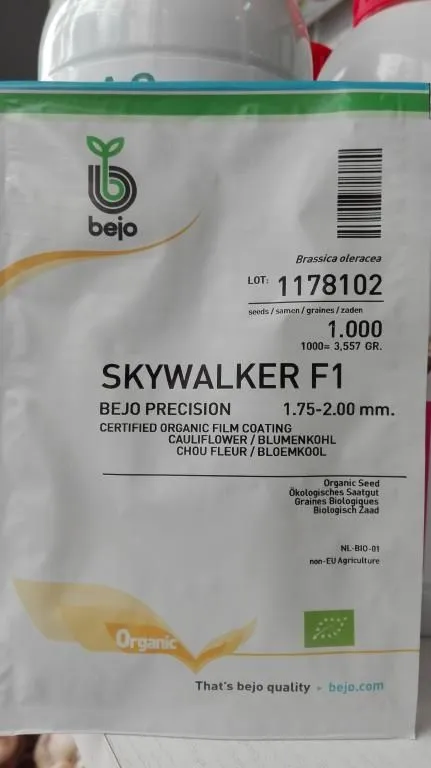 bejo
Brassica oleracea
LOT: 1178102
seeds / samen / graines / zaden
1.000
1000= 3,557 GR.
SKYWALKER F1
BEJO PRECISION 1.75-2.00 mm.
CERTIFIED ORGANIC FILM COATING
CAULIFLOWER / BLUMENKOHL
CHOU FLEUR / BLOEMKOOL
Organic Seed
Ökologisches Saatgut
Graines Biologiques
Biologisch Zaad
NL-BIO-01
non-EU Agriculture
Organic
That's bejo quality • bejo.com